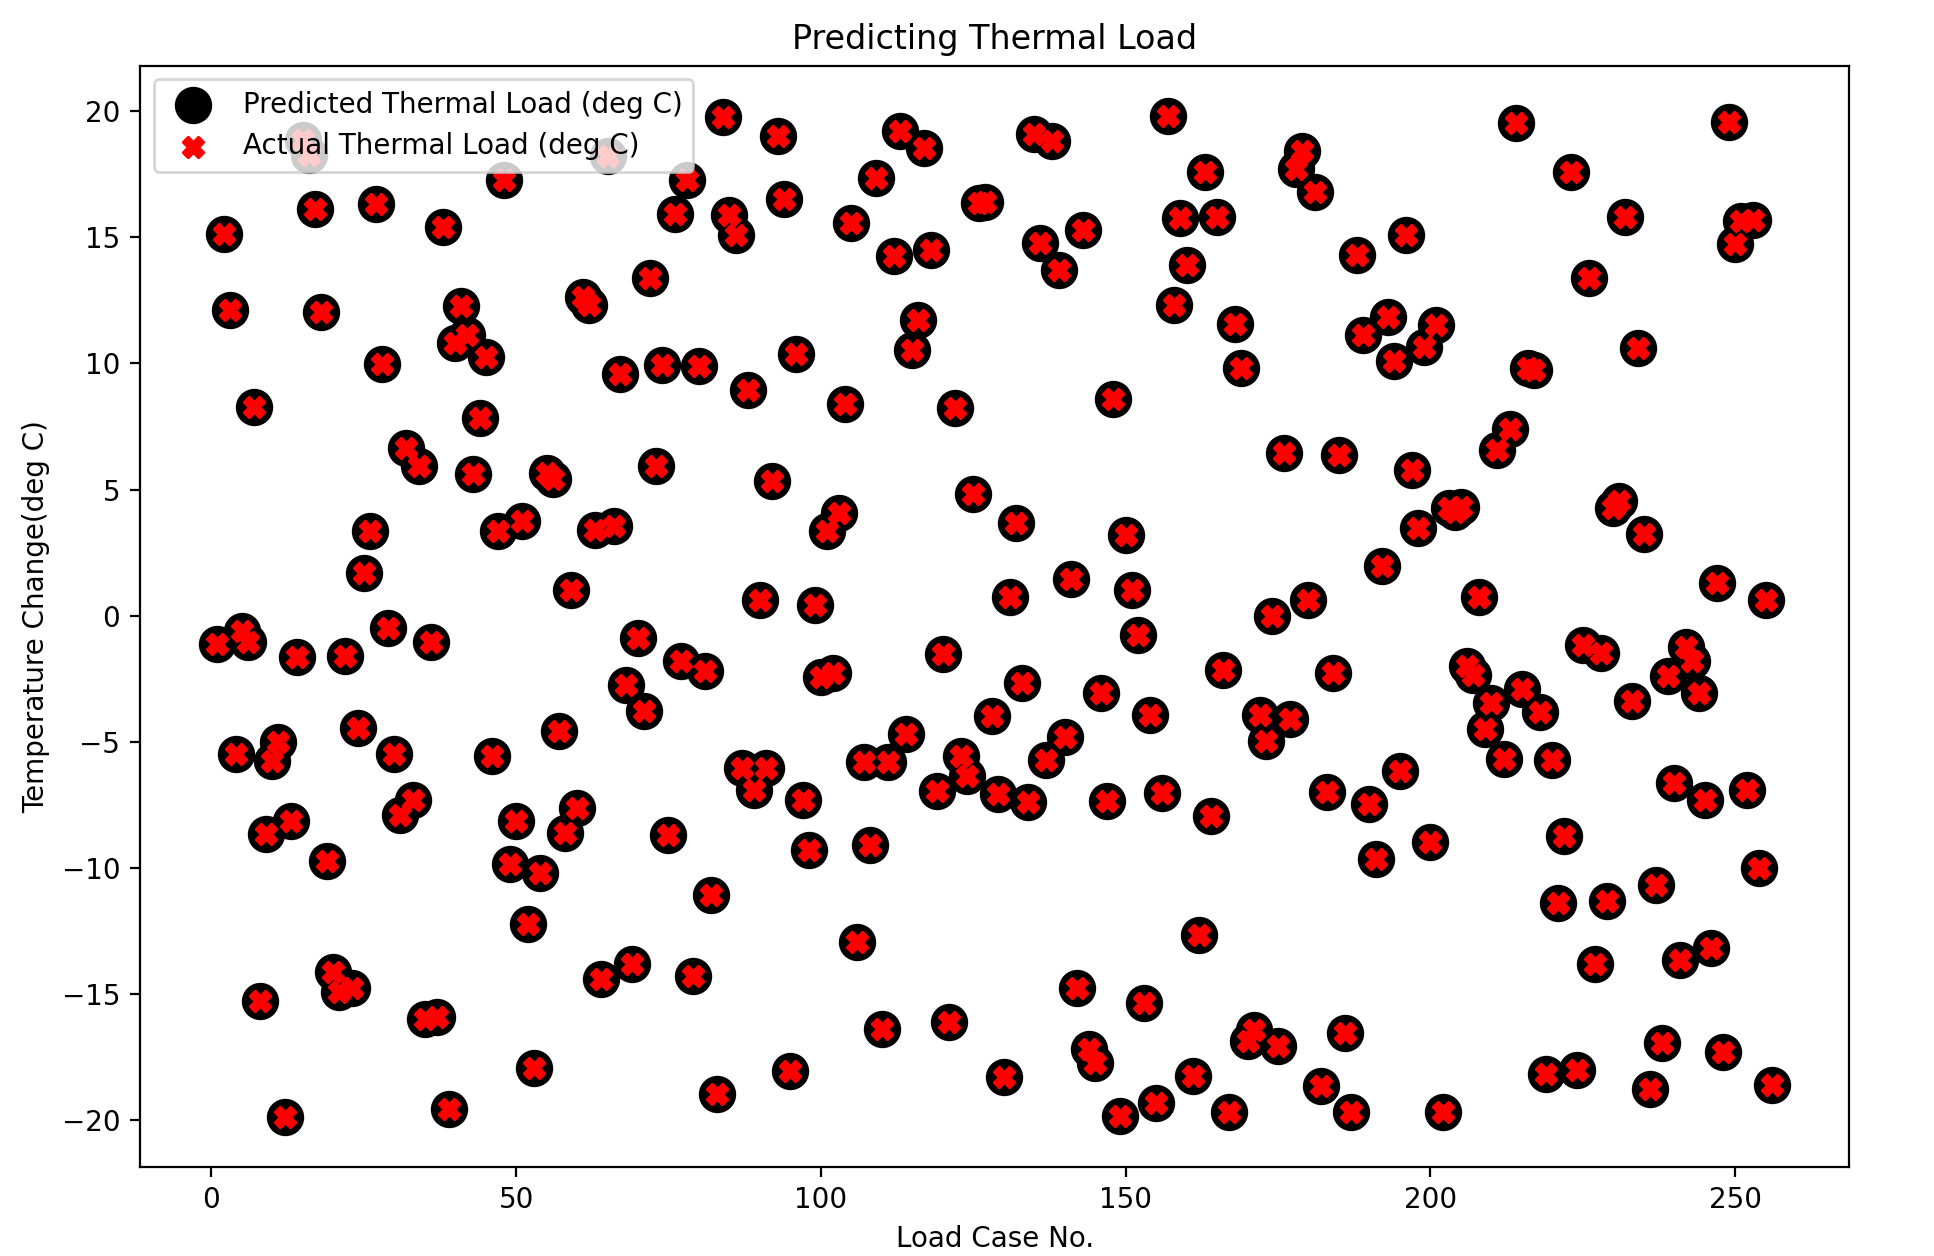 Predicting Thermal Load
Predicted Thermal Load (deg C)
Actual Thermal Load (deg C)
Temperature Change(deg C)
20
15
10
5
0
−5
−10
−15
−20
0 50 100 150 200 250
Load Case No.